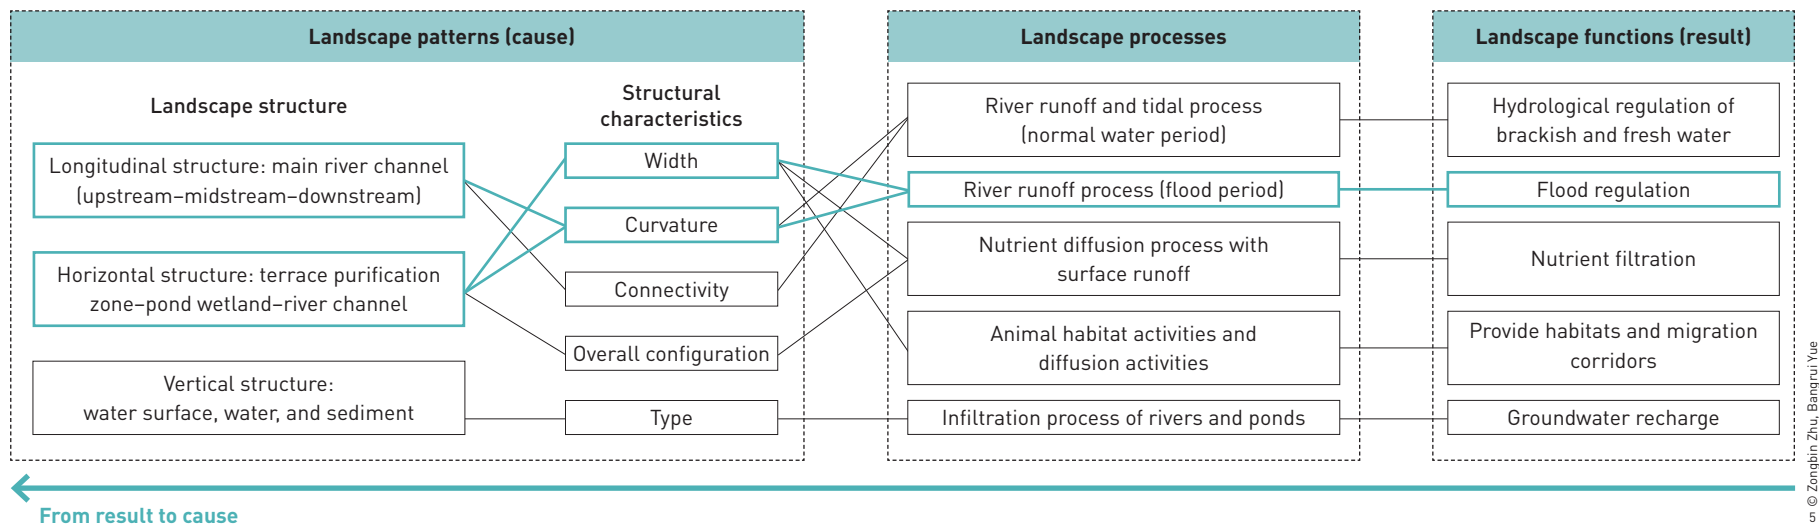 Landscape patterns (cause)
Landscape structure
Structural
characteristics
Longitudinal structure: main river channel
(upstream–midstream–downstream)
Horizontal structure: terrace purification
zone–pond wetland–river channel
Vertical structure:
water surface, water, and sediment
Width
Curvature
Connectivity
Overall configuration
Type
Landscape processes
River runoff and tidal process
(normal water period)
River runoff process (flood period)
Nutrient diffusion process with
surface runoff
Animal habitat activities and
diffusion activities
Infiltration process of rivers and ponds
Landscape functions (result)
Hydrological regulation of
brackish and fresh water
Flood regulation
Nutrient filtration
Provide habitats and migration
corridors
Groundwater recharge
From result to cause
5 © Zongbin Zhu, Bangrui Yue